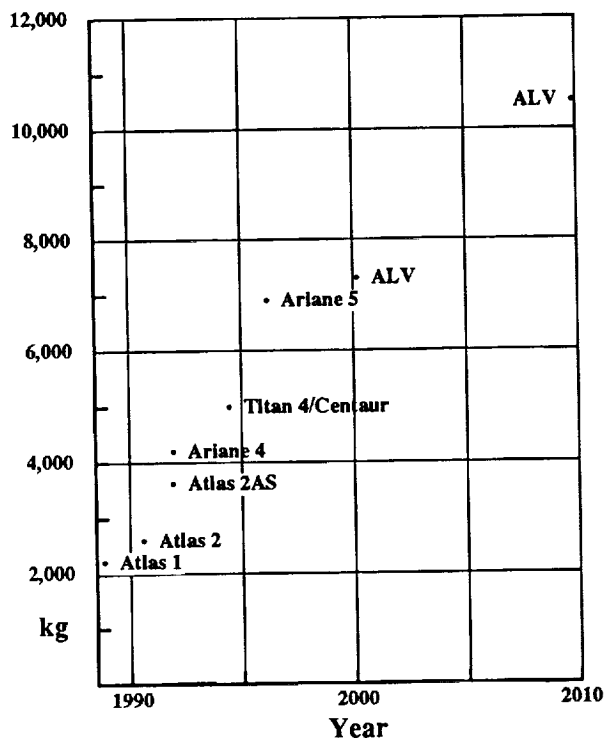 12,000
ALV
10,000
8,000
ALV
Ariane 5
6,000
Titan 4/Centaur
Ariane 4
4,000
Atlas 2AS
Atlas 2
Atlas 1
2,000
kg
1990
2000
2010
Year